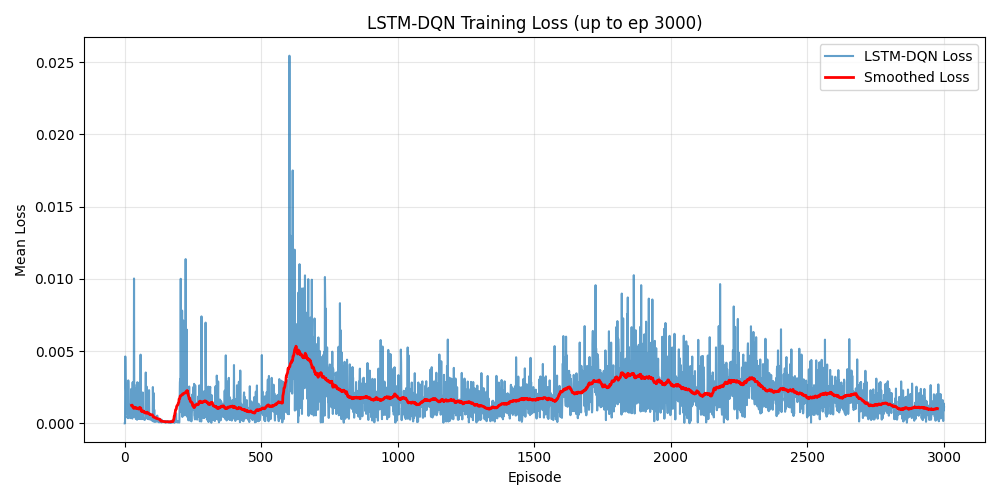 LSTM-DQN Training Loss (up to ep 3000)
LSTM-DQN Loss
Smoothed Loss
Mean Loss
0.025
0.020
0.015
0.010
0.005
0.000
0 500 1000 1500 2000 2500 3000
Episode